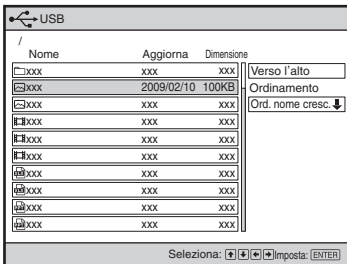 USB
/
Nome Aggiorna Dimensione
xxx xxx xxx Verso l'alto
xxx 2009/02/10 100KB Ordinamento
xxx xxx xxx Ord. nome cresc.
xxx xxx xxx
xxx xxx xxx
xxx xxx xxx
xxx xxx xxx
xxx xxx xxx
xxx xxx xxx
xxx xxx xxx
Seleziona: Imposta: ENTER